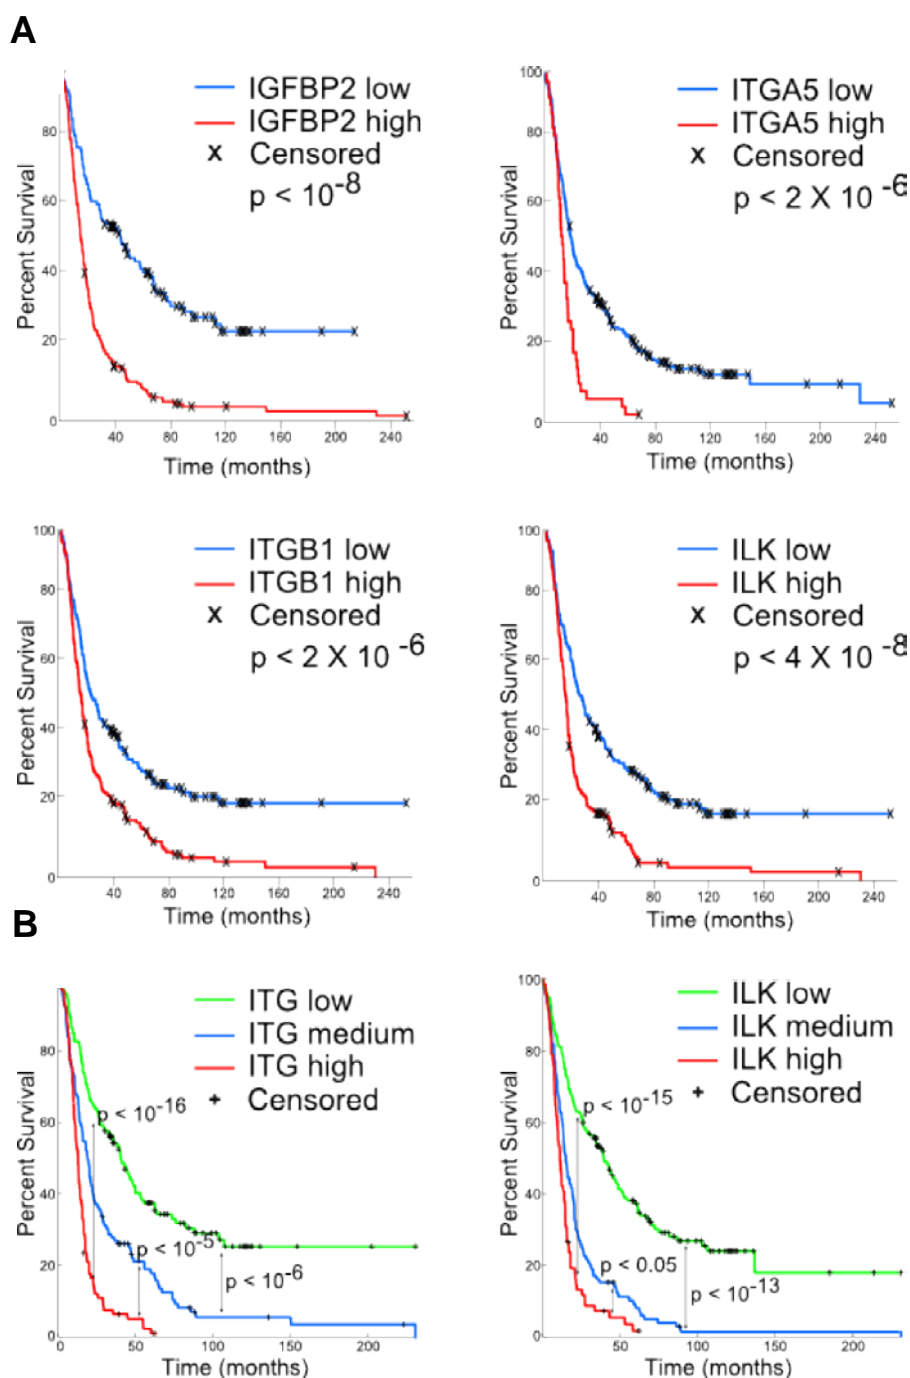 A
IGFBP2 low
IGFBP2 high
x Censored
p < 10-8
Percent Survival
80
60
40
20
0
40 80 120 160 200 240
Time (months)
ITGA5 low
ITGA5 high
x Censored
p < 2 X 10 -6
Percent Survival
100
80
60
40
20
0
40 80 120 160 200 240
Time (months)
ITGB1 low
ITGB1 high
x Censored
p < 2 X 10 -6
Percent Survival
100
80
60
40
20
0
40 80 120 160 200 240
Time (months)
ILK low
ILK high
x Censored
p < 4 X 10 -8
Percent Survival
100
80
60
40
20
0
40 80 120 160 200 240
Time (months)
B
ITG low
ITG medium
ITG high
+ Censored
p < 10-16
p < 10-5
p < 10-6
Percent Survival
80
60
40
20
0
0 50 100 150 200
Time (months)
ILK low
ILK medium
ILK high
+ Censored
p < 10-15
p < 0.05
p < 10-13
Percent Survival
100
80
60
40
20
0
50 100 150 200
Time (months)